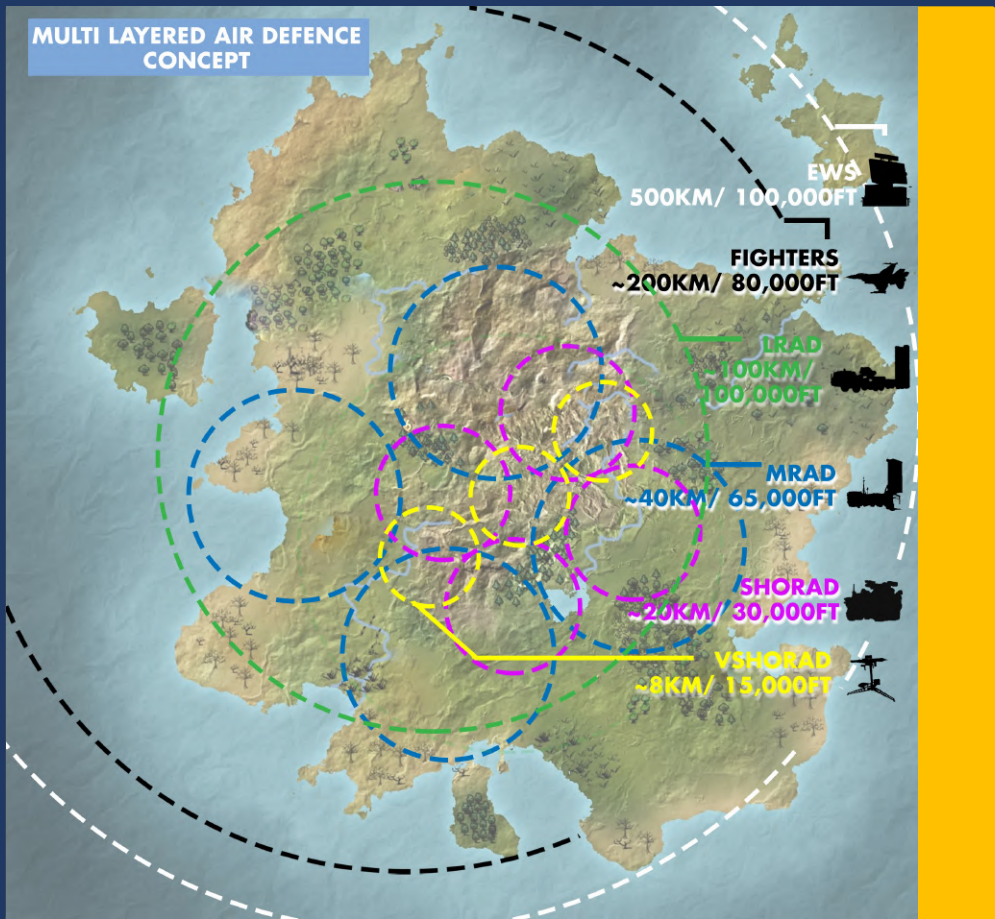 MULTI LAYERED AIR DEFENCE
CONCEPT
EWS
500KM/ 100,000FT
FIGHTERS
~200KM/ 80,000FT
LRAD
~100KM/
100,000FT
MRAD
~40KM/ 65,000FT
SHORAD
~20KM/ 30,000FT
VSHORAD
~8KM/ 15,000FT